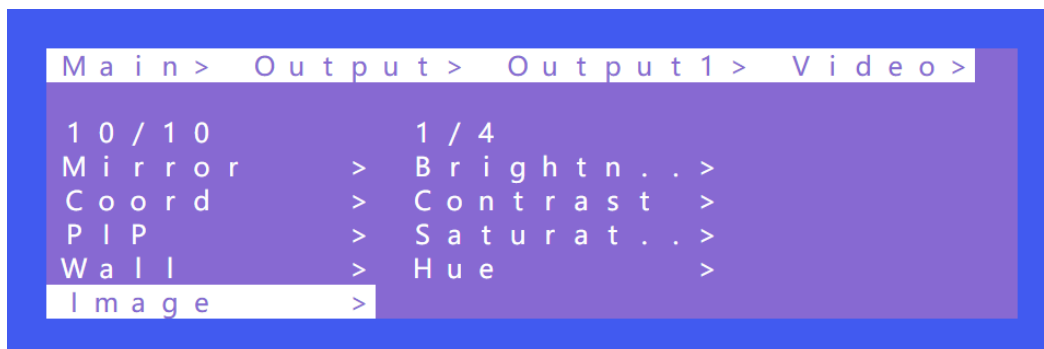 Main> Output> Output1> Video>
10/10 1/4
Mirror > Brightn..>
Coord > Contrast >
PIP > Saturat..>
Wall > Hue >
Image >